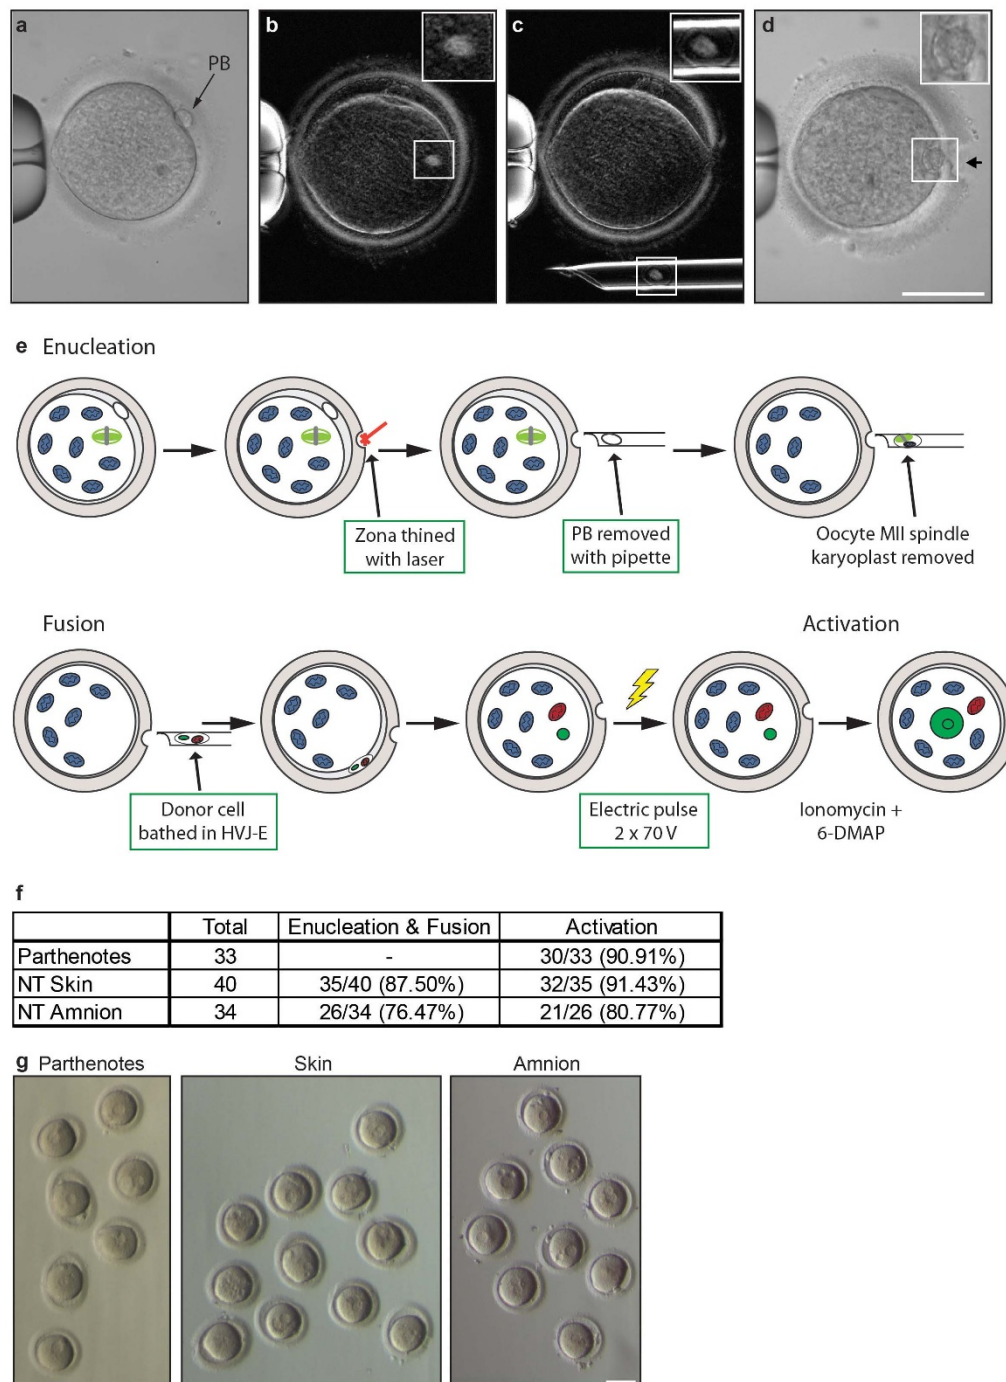 a
PB
b
c
d
e Enucleation
Zona thined
with laser
PB removed
with pipette
Oocyte MII spindle
karyoplast removed
Fusion
Activation
Donor cell
bathed in HVJ-E
Electric pulse
2 x 70 V
Ionomycin +
6-DMAP
f
Total Enucleation & Fusion Activation
Parthenotes 33 - 30/33 (90.91%)
NT Skin 40 35/40 (87.50%) 32/35 (91.43%)
NT Amnion 34 26/34 (76.47%) 21/26 (80.77%)
g Parthenotes Skin Amnion